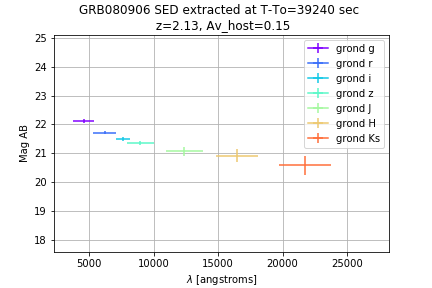 GRB080906 SED extracted at T-To=39240 sec
z=2.13, Av_host=0.15
25
24
23
22
21
20
19
18
Mag AB
grond g
grond r
grond i
grond z
grond J
grond H
grond Ks
5000 10000 15000 20000 25000
λ [angstroms]